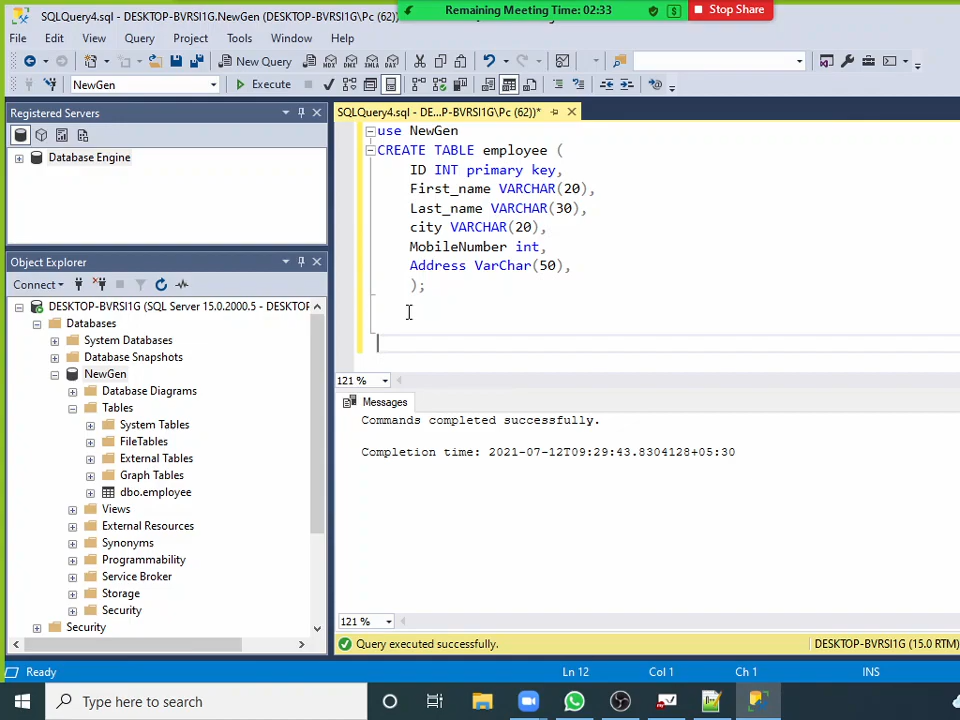 SQLQuery4.sql - DESKTOP-BVRSI1G.NewGen (DESKTOP-BVRSI1G\Pc (62))*
Remaining Meeting Time: 02:33
Stop Share
File Edit View Query Project Tools Window Help
New Query
NewGen
Execute
Registered Servers
Database Engine
Object Explorer
Connect
DESKTOP-BVRSI1G (SQL Server 15.0.2000.5 - DESKTOP
Databases
System Databases
Database Snapshots
NewGen
Database Diagrams
Tables
System Tables
FileTables
External Tables
Graph Tables
dbo.employee
Views
External Resources
Synonyms
Programmability
Service Broker
Storage
Security
Security
SQLQuery4.sql - DE...P-BVRSI1G\Pc (62))*
use NewGen
CREATE TABLE employee (
ID INT primary key,
First_name VARCHAR(20),
Last_name VARCHAR(30),
city VARCHAR(20),
MobileNumber int,
Address VarChar(50),
);
121 %
Messages
Commands completed successfully.
Completion time: 2021-07-12T09:29:43.8304128+05:30
121 %
Query executed successfully.
DESKTOP-BVRSI1G (15.0 RTM)
Ready
Ln 12
Col 1
Ch 1
INS
Type here to search